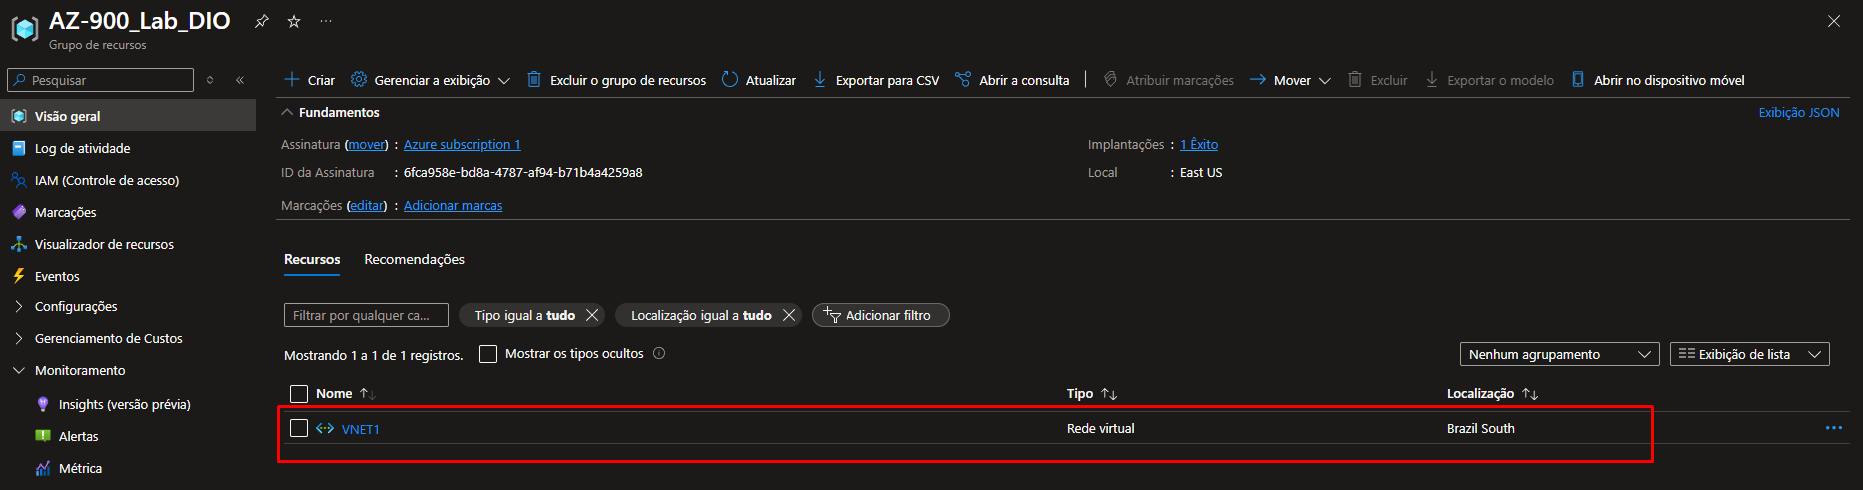 AZ-900_Lab_DIO
Grupo de recursos
Pesquisar
Visão geral
Log de atividade
IAM (Controle de acesso)
Marcações
Visualizador de recursos
Eventos
Configurações
Gerenciamento de Custos
Monitoramento
Insights (versão prévia)
Alertas
Métrica
Criar Gerenciar a exibição Excluir o grupo de recursos Atualizar Exportar para CSV Abrir a consulta Atribuir marcações Mover Excluir Exportar o modelo Abrir no dispositivo móvel
Fundamentos Exibição JSON
Assinatura (mover) : Azure subscription 1 Implantações : 1 Êxito
ID da Assinatura : 6fca958e-bd8a-4787-af94-b71b4a4259a8 Local : East US
Marcações (editar) : Adicionar marcas
Recursos Recomendações
Filtrar por qualquer ca... Tipo igual a tudo Localização igual a tudo Adicionar filtro
Mostrando 1 a 1 de 1 registros. Mostrar os tipos ocultos Nenhum agrupamento Exibição de lista
Nome Tipo Localização
VNET1 Rede virtual Brazil South